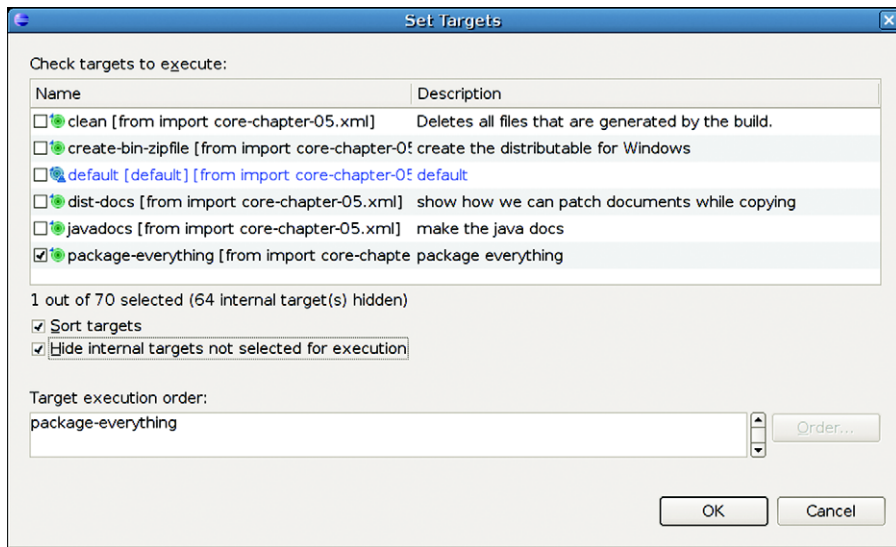 Set Targets
Check targets to execute:
Name Description
clean [from import core-chapter-05.xml] Deletes all files that are generated by the build.
create-bin-zipfile [from import core-chapter-05 create the distributable for Windows
default [default] [from import core-chapter-05 default
dist-docs [from import core-chapter-05.xml] show how we can patch documents while copying
javadocs [from import core-chapter-05.xml] make the java docs
package-everything [from import core-chapte package everything
1 out of 70 selected (64 internal target(s) hidden)
Sort targets
Hide internal targets not selected for execution
Target execution order:
package-everything
Order...
OK Cancel